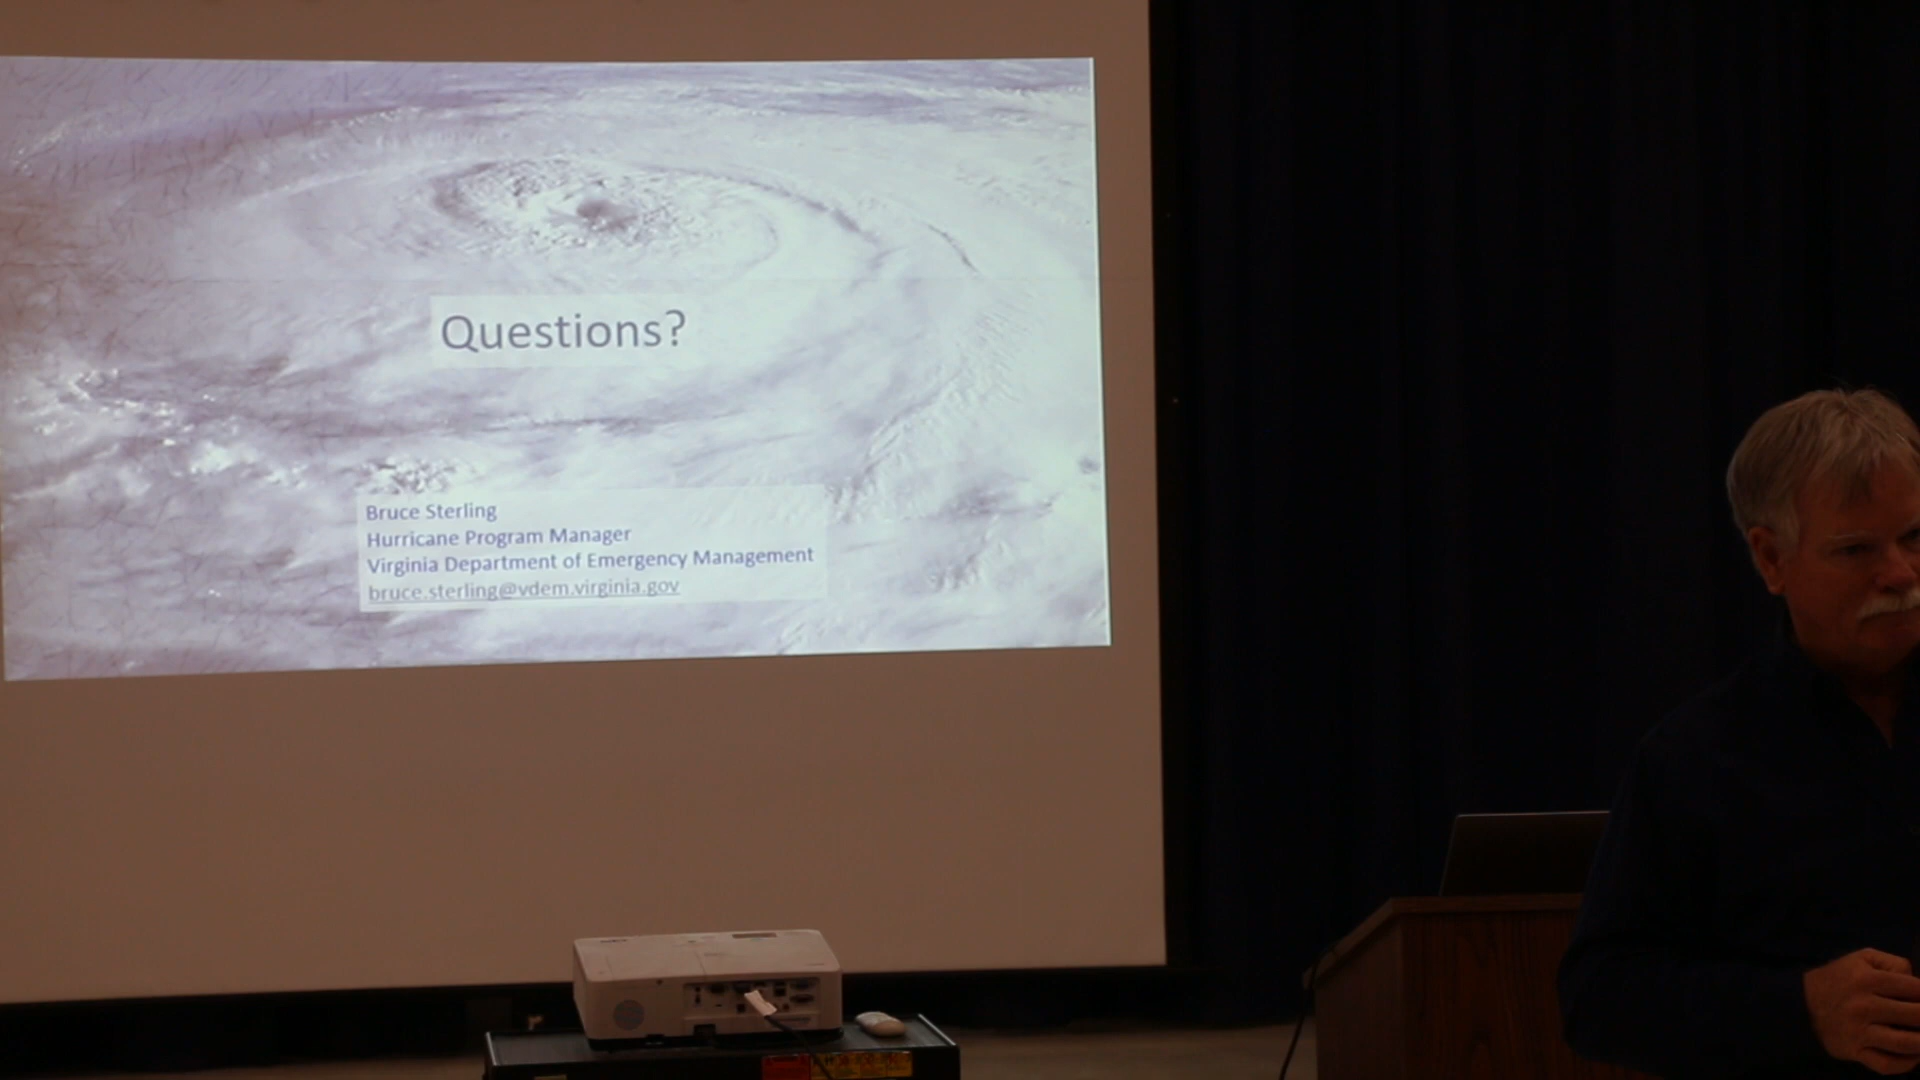 Questions?
Bruce Sterling
Hurricane Program Manager
Virginia Department of Emergency Management
bruce.sterling@vdem.virginia.gov